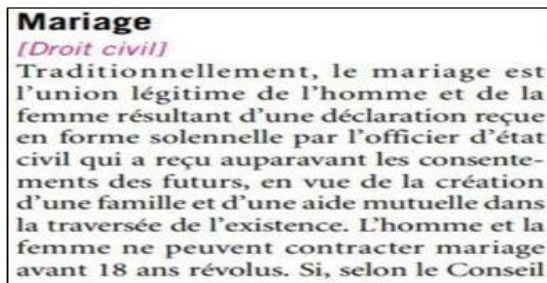 Mariage
[Droit civil]
Traditionnellement, le mariage est
l'union légitime de l'homme et de la
femme résultant d'une déclaration reçue
en forme solennelle par l'officier d'état
civil qui a reçu auparavant les consente-
ments des futurs, en vue de la création
d'une famille et d'une aide mutuelle dans
la traversée de l'existence. L'homme et la
femme ne peuvent contracter mariage
avant 18 ans révolus. Si, selon le Conseil